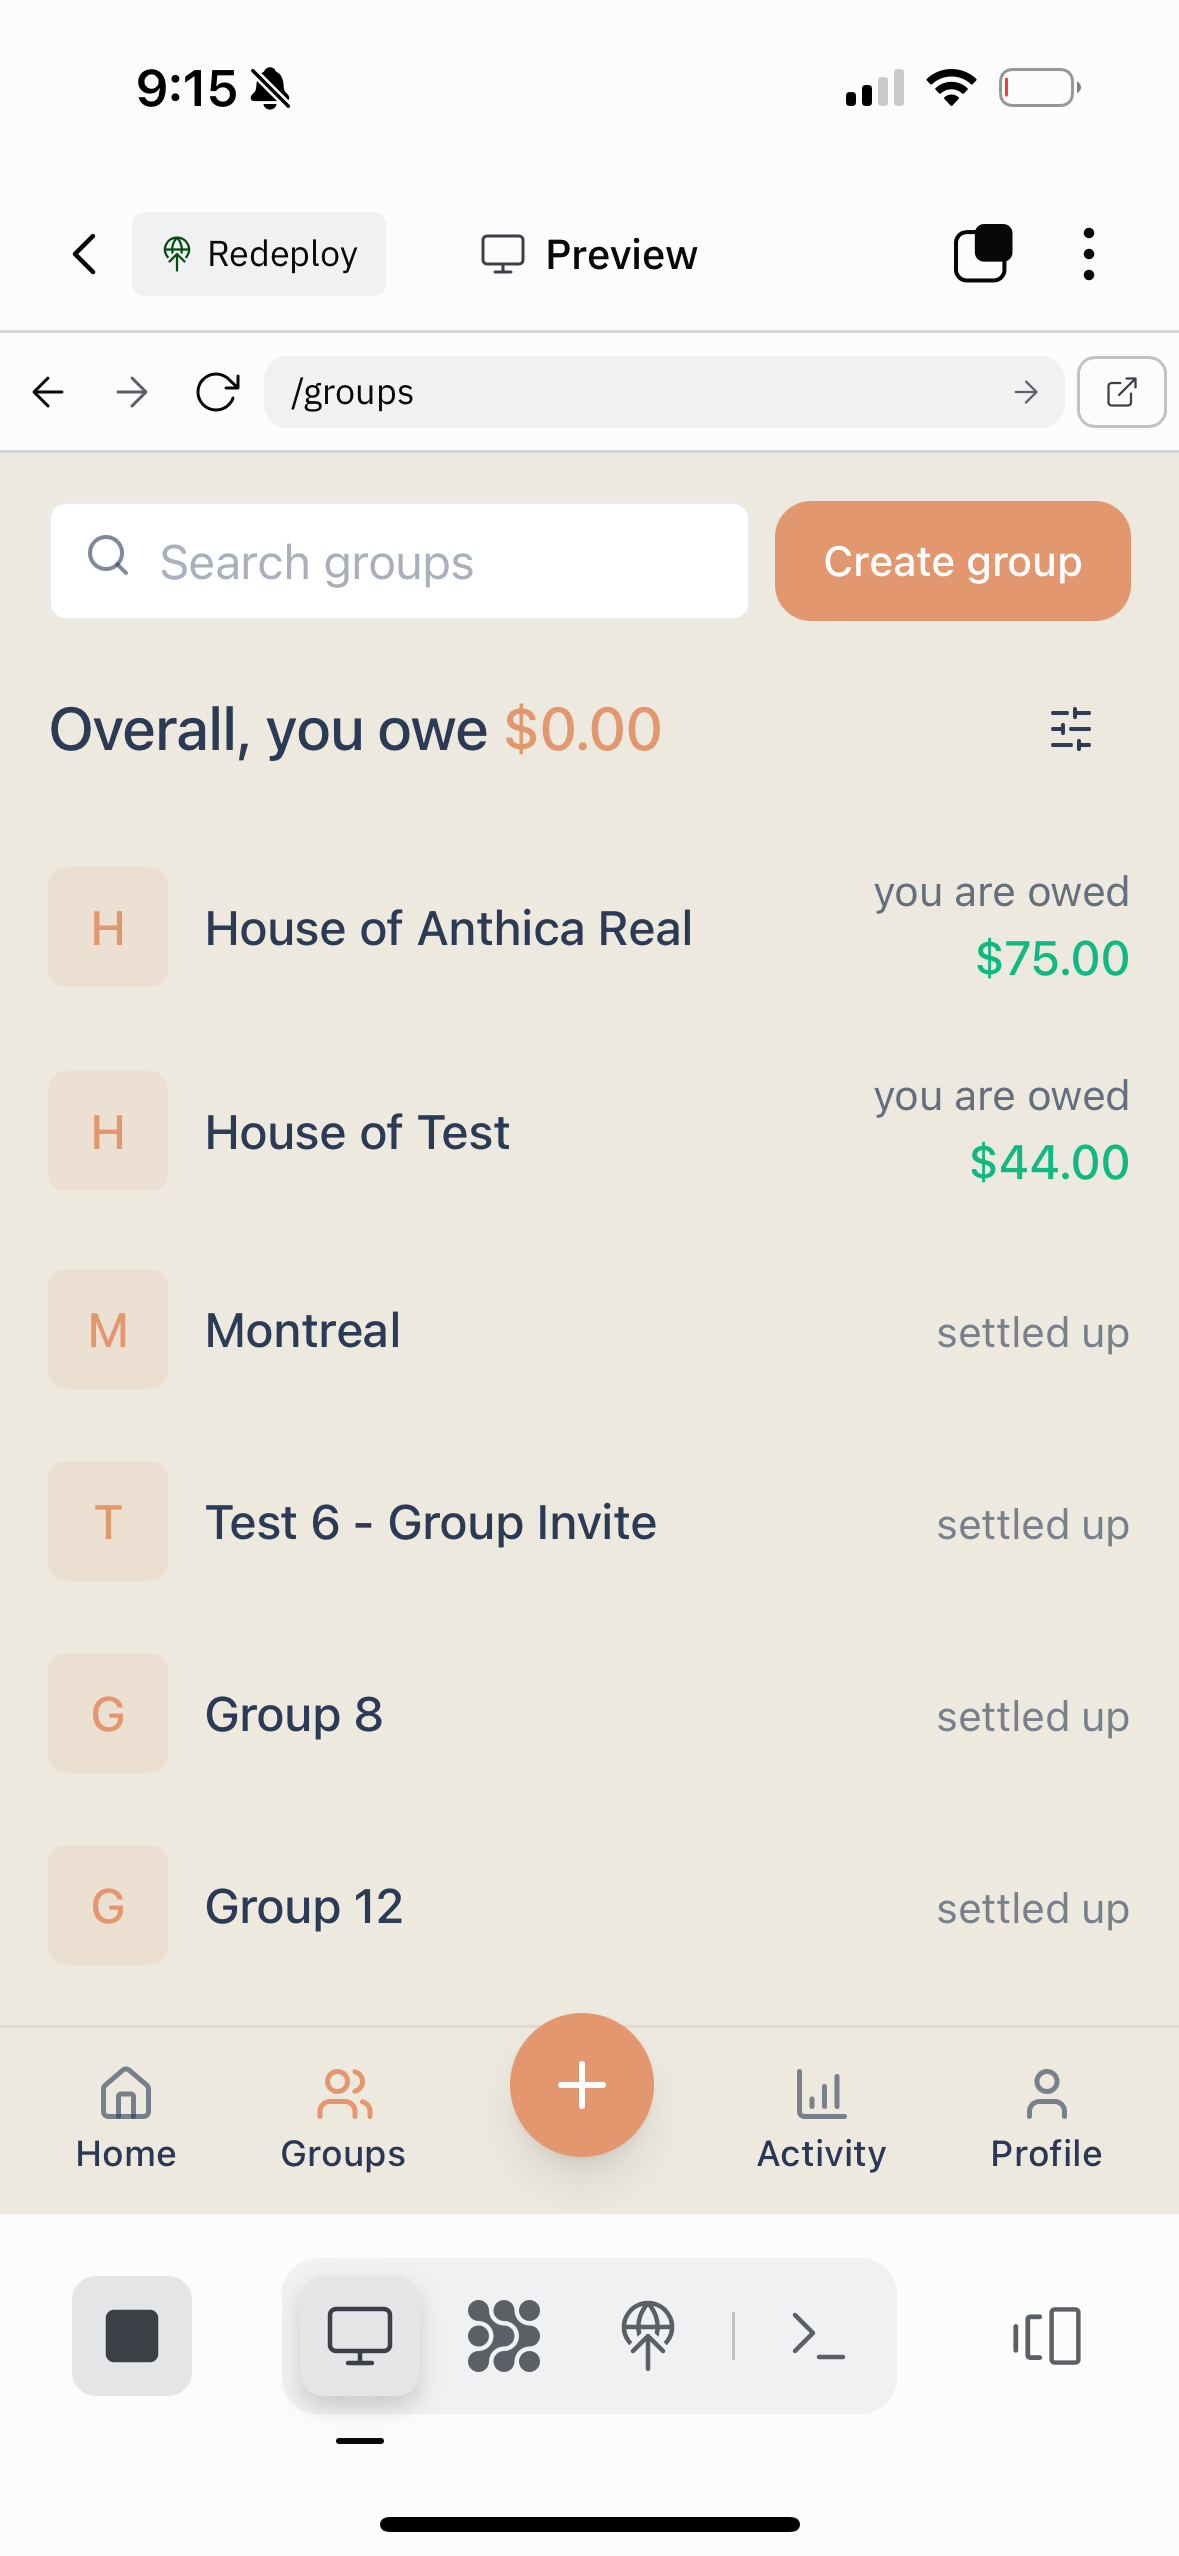 9:15
Redeploy
Preview
/groups
Search groups
Create group
Overall, you owe $0.00
H
House of Anthica Real
you are owed
$75.00
H
House of Test
you are owed
$44.00
M
Montreal
settled up
T
Test 6 - Group Invite
settled up
G
Group 8
settled up
G
Group 12
settled up
Home
Groups
Activity
Profile